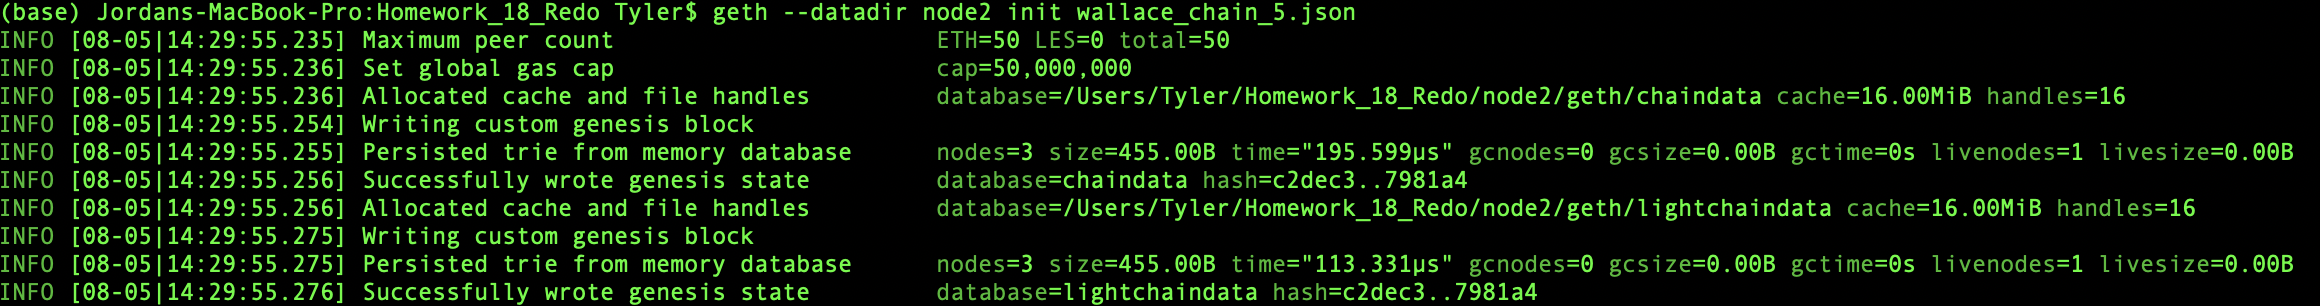 (base) Jordans-MacBook-Pro:Homework_18_Redo Tyler$ geth --datadir node2 init wallace_chain_5.json
INFO [08-05|14:29:55.235] Maximum peer count                       ETH=50 LES=0 total=50
INFO [08-05|14:29:55.236] Set global gas cap                       cap=50,000,000
INFO [08-05|14:29:55.236] Allocated cache and file handles         database=/Users/Tyler/Homework_18_Redo/node2/geth/chaindata cache=16.00MiB handles=16
INFO [08-05|14:29:55.254] Writing custom genesis block
INFO [08-05|14:29:55.255] Persisted trie from memory database      nodes=3 size=455.00B time="195.599µs" gcnodes=0 gcsize=0.00B gctime=0s livenodes=1 livesize=0.00B
INFO [08-05|14:29:55.256] Successfully wrote genesis state         database=chaindata hash=c2dec3..7981a4
INFO [08-05|14:29:55.256] Allocated cache and file handles         database=/Users/Tyler/Homework_18_Redo/node2/geth/lightchaindata cache=16.00MiB handles=16
INFO [08-05|14:29:55.275] Writing custom genesis block
INFO [08-05|14:29:55.275] Persisted trie from memory database      nodes=3 size=455.00B time="113.331µs" gcnodes=0 gcsize=0.00B gctime=0s livenodes=1 livesize=0.00B
INFO [08-05|14:29:55.276] Successfully wrote genesis state         database=lightchaindata hash=c2dec3..7981a4